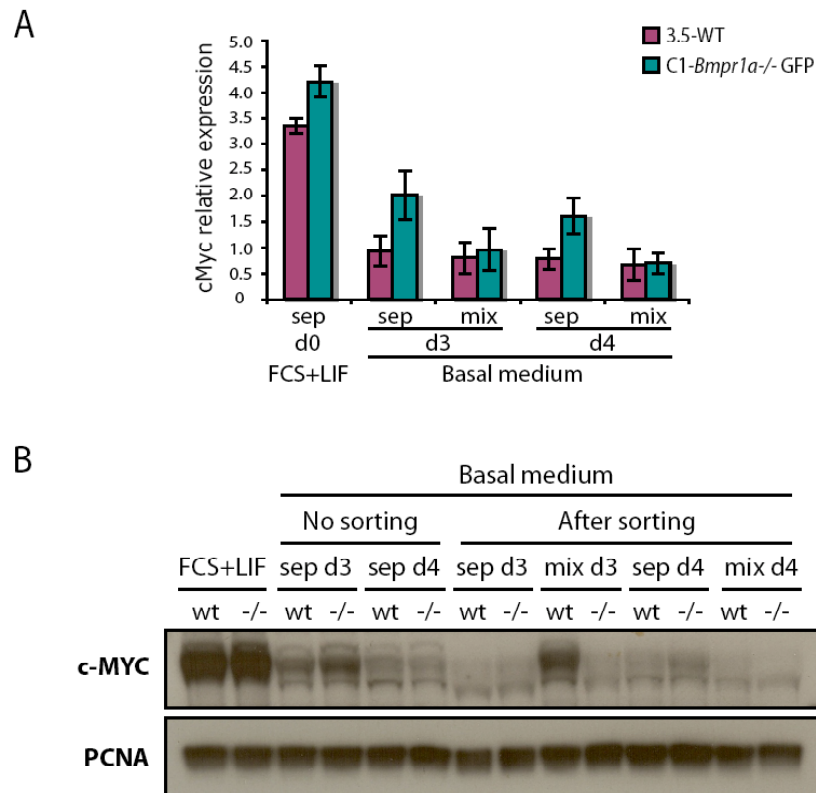 A
3.5-WT
C1-Bmpr1a-/- GFP
cMyc relative expression
5.0
4.5
4.0
3.5
3.0
2.5
2.0
1.5
1.0
0.5
0
sep sep mix sep mix
d0 d3 d4
FCS+LIF Basal medium
B
Basal medium
No sorting After sorting
FCS+LIF sep d3 sep d4 sep d3 mix d3 sep d4 mix d4
wt -/- wt -/- wt -/- wt -/- wt -/- wt -/- wt -/-
c-MYC
PCNA